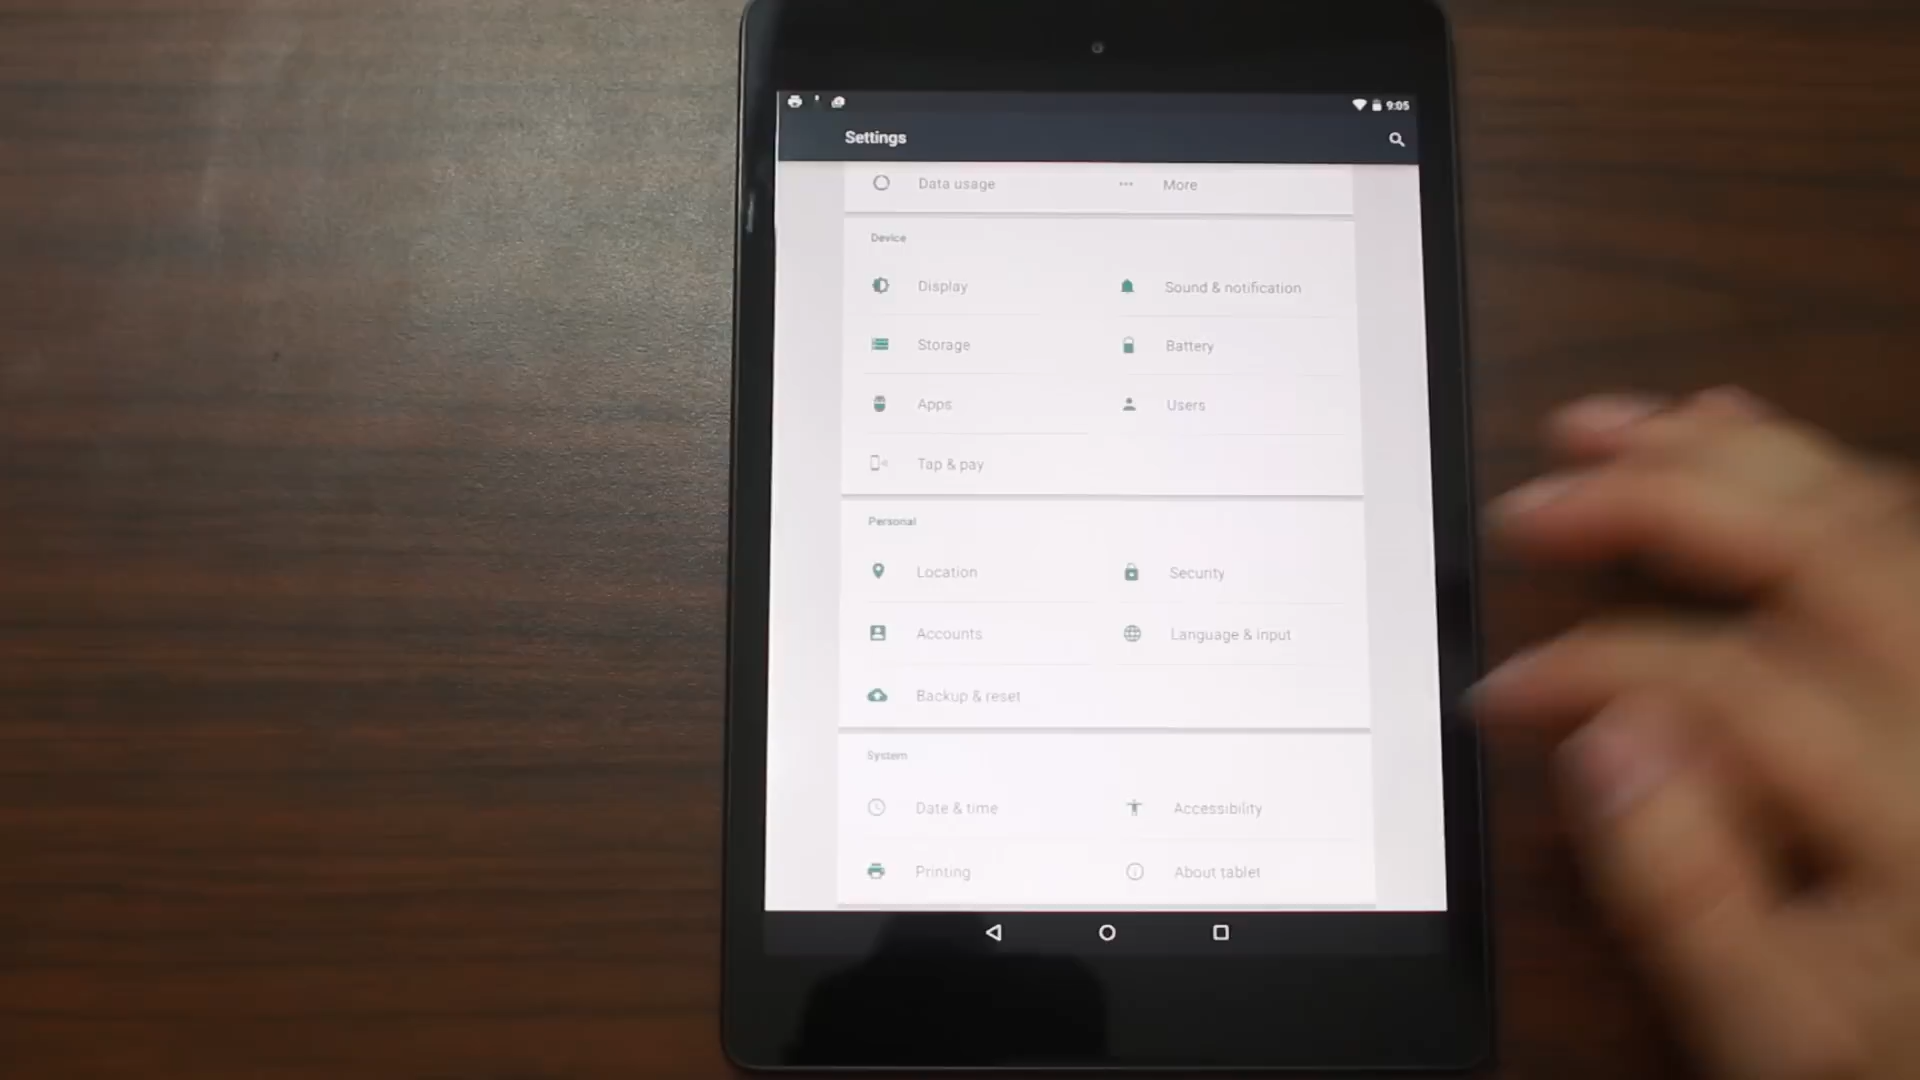 9:05
Settings
Data usage
More
Device
Display
Sound & notification
Storage
Battery
Apps
Users
Tap & pay
Personal
Location
Security
Accounts
Language & input
Backup & reset
System
Date & time
Accessibility
Printing
About tablet